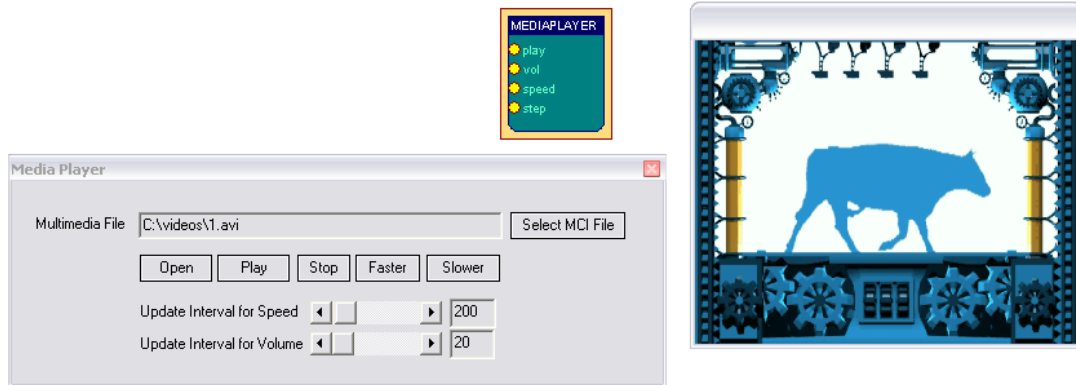 MEDIAPLAYER
play
vol
speed
step
Media Player
Multimedia File C:\videos\1.avi Select MCI File
Open Play Stop Faster Slower
Update Interval for Speed 200
Update Interval for Volume 20